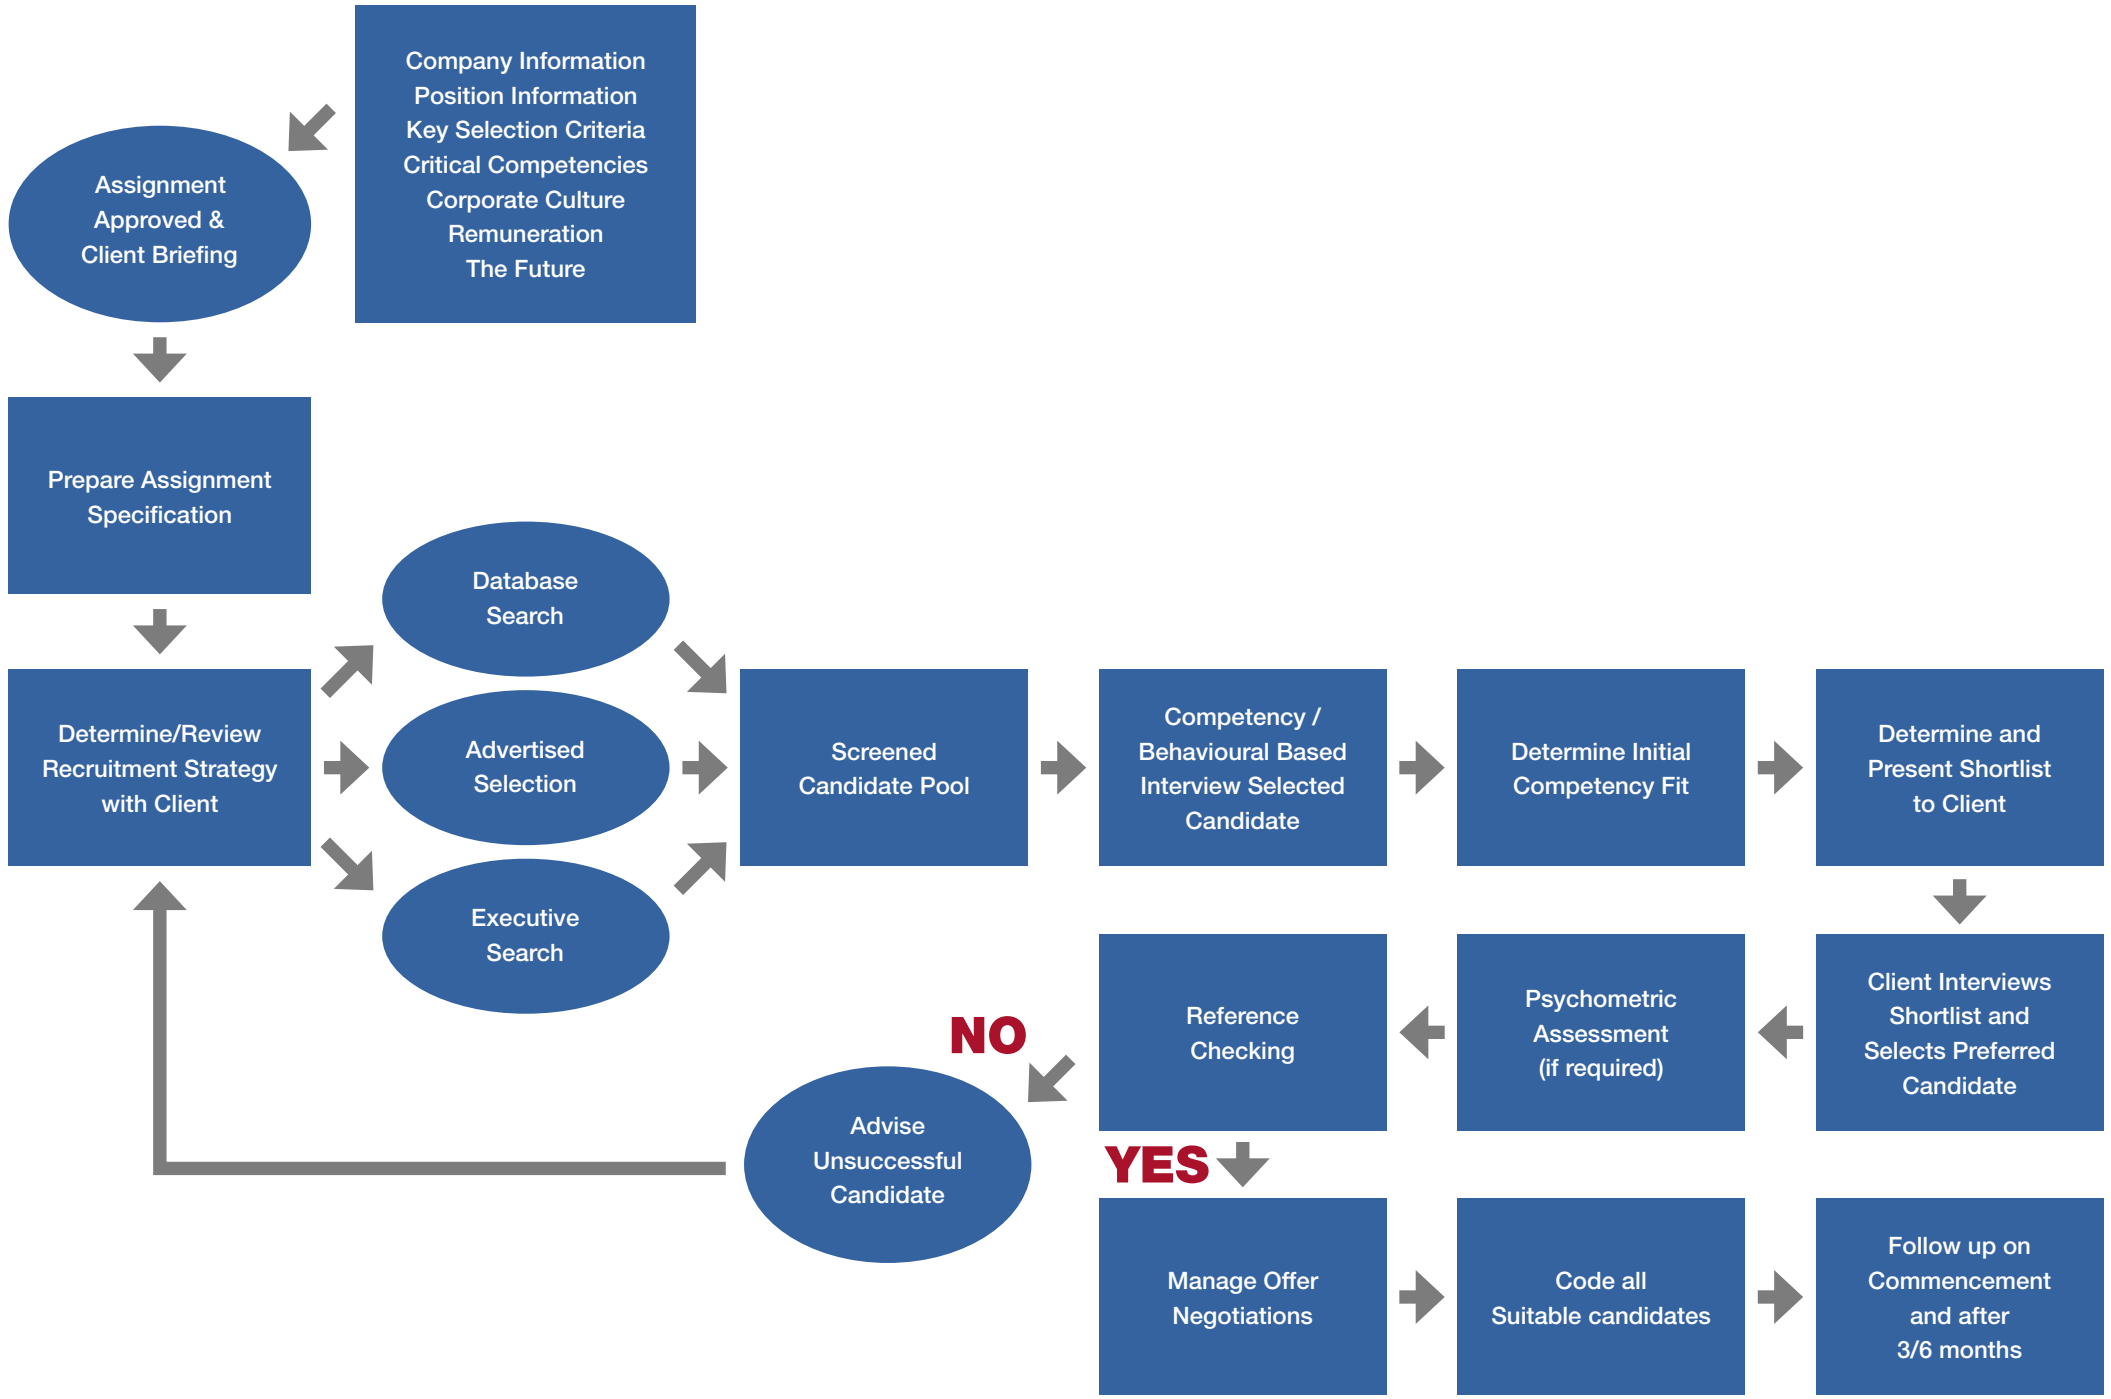 Company Information
Position Information
Key Selection Criteria
Critical Competencies
Corporate Culture
Remuneration
The Future
Assignment
Approved &
Client Briefing
Prepare Assignment
Specification
Determine/Review
Recruitment Strategy
with Client
Database
Search
Advertised
Selection
Executive
Search
Screened
Candidate Pool
Competency /
Behavioural Based
Interview Selected
Candidate
Determine Initial
Competency Fit
Determine and
Present Shortlist
to Client
Client Interviews
Shortlist and
Selects Preferred
Candidate
Psychometric
Assessment
(if required)
Reference
Checking
NO
Advise
Unsuccessful
Candidate
YES
Manage Offer
Negotiations
Code all
Suitable candidates
Follow up on
Commencement
and after
3/6 months